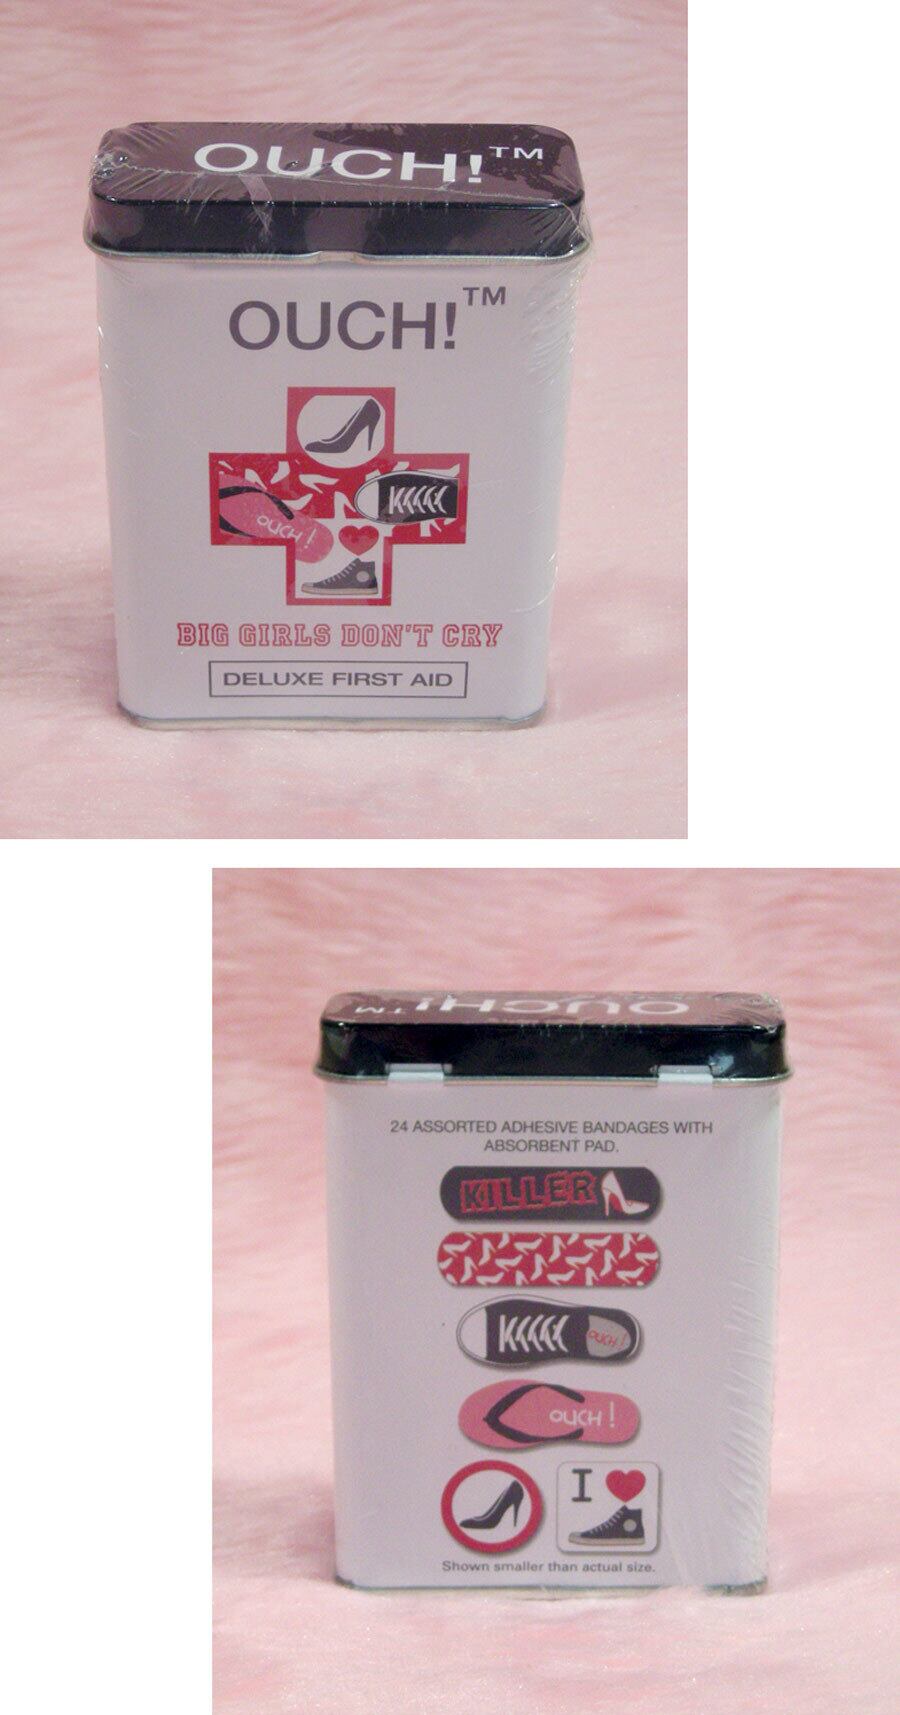 OUCH!™
OUCH!™
OUCH!
BIG GIRLS DON'T CRY
DELUXE FIRST AID
OUCH!™
24 ASSORTED ADHESIVE BANDAGES WITH
ABSORBENT PAD.
KILLER
OUCH!
OUCH!
I
Shown smaller than actual size.